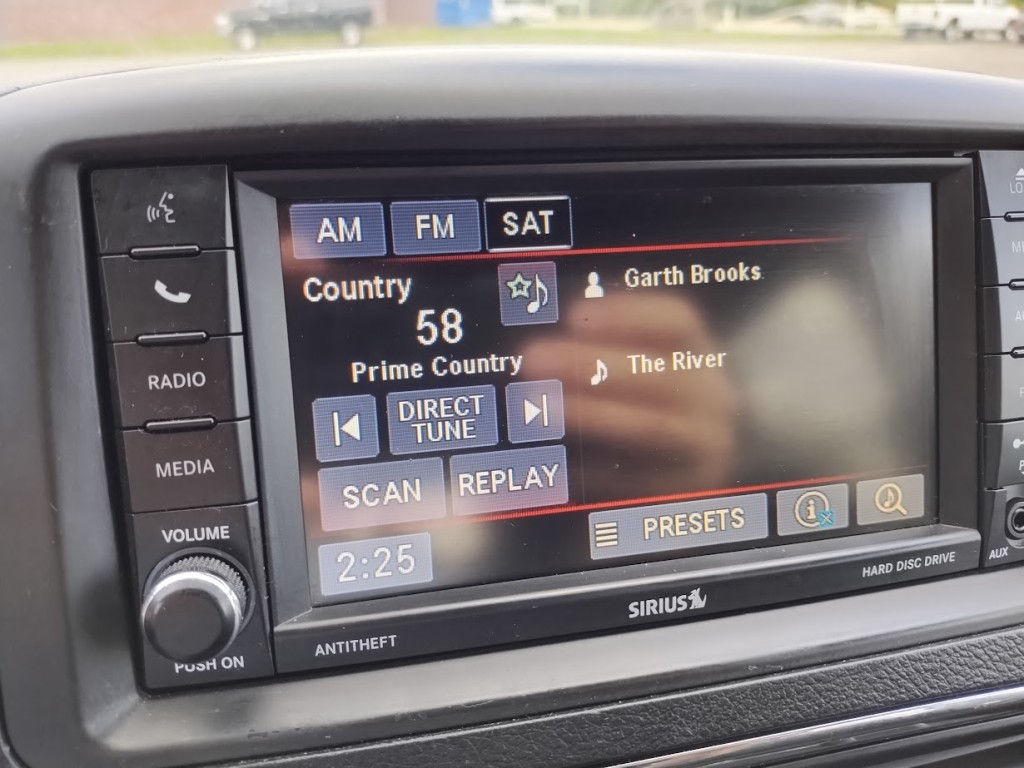 AM FM SAT
Country
58
Prime Country
DIRECT
TUNE
SCAN REPLAY
2:25
Garth Brooks
The River
PRESETS
RADIO
MEDIA
VOLUME
PUSH ON
ANTITHEFT
SIRIUS
HARD DISC DRIVE
AUX